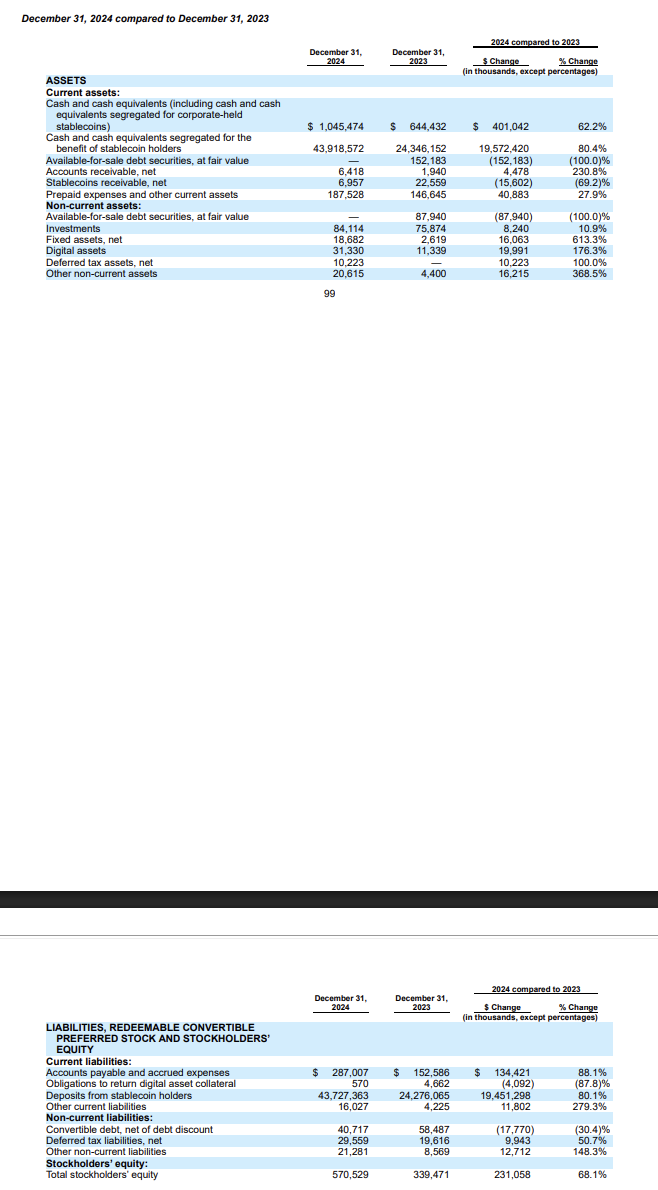 December 31, 2024 compared to December 31, 2023
2024 compared to 2023
December 31, 2024 December 31, 2023 $ Change % Change
(in thousands, except percentages)
ASSETS
Current assets:
Cash and cash equivalents (including cash and cash
equivalents segregated for corporate-held
stablecoins) $ 1,045,474 $ 644,432 $ 401,042 62.2%
Cash and cash equivalents segregated for the
benefit of stablecoin holders 43,918,572 24,346,152 19,572,420 80.4%
Available-for-sale debt securities, at fair value — 152,183 (152,183) (100.0)%
Accounts receivable, net 6,418 1,940 4,478 230.8%
Stablecoins receivable, net 6,957 22,559 (15,602) (69.2)%
Prepaid expenses and other current assets 187,528 146,645 40,883 27.9%
Non-current assets:
Available-for-sale debt securities, at fair value — 87,940 (87,940) (100.0)%
Investments 84,114 75,874 8,240 10.9%
Fixed assets, net 18,682 2,619 16,063 613.3%
Digital assets 31,330 11,339 19,991 176.3%
Deferred tax assets, net 10,223 — 10,223 100.0%
Other non-current assets 20,615 4,400 16,215 368.5%
99
2024 compared to 2023
December 31, 2024 December 31, 2023 $ Change % Change
(in thousands, except percentages)
LIABILITIES, REDEEMABLE CONVERTIBLE
PREFERRED STOCK AND STOCKHOLDERS'
EQUITY
Current liabilities:
Accounts payable and accrued expenses $ 287,007 $ 152,586 $ 134,421 88.1%
Obligations to return digital asset collateral 570 4,662 (4,092) (87.8)%
Deposits from stablecoin holders 43,727,363 24,276,065 19,451,298 80.1%
Other current liabilities 16,027 4,225 11,802 279.3%
Non-current liabilities:
Convertible debt, net of debt discount 40,717 58,487 (17,770) (30.4)%
Deferred tax liabilities, net 29,559 19,616 9,943 50.7%
Other non-current liabilities 21,281 8,569 12,712 148.3%
Stockholders' equity:
Total stockholders' equity 570,529 339,471 231,058 68.1%